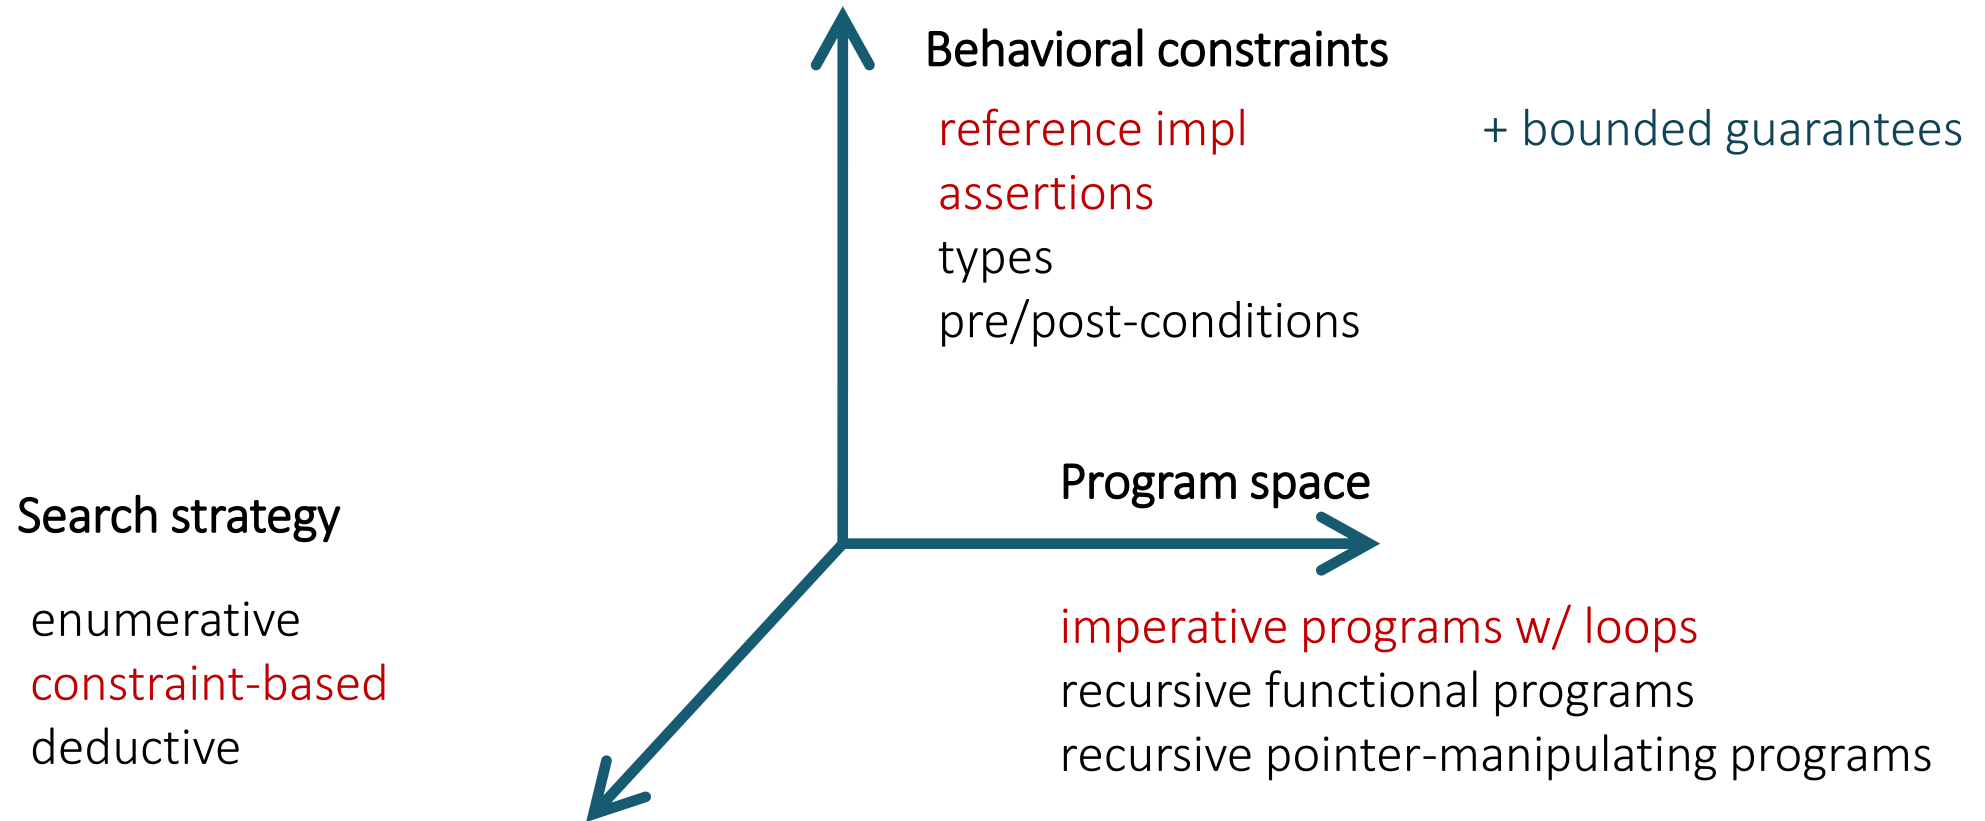 Behavioral constraints
reference impl + bounded guarantees
assertions
types
pre/post-conditions
Program space
imperative programs w/ loops
recursive functional programs
recursive pointer-manipulating programs
Search strategy
enumerative
constraint-based
deductive